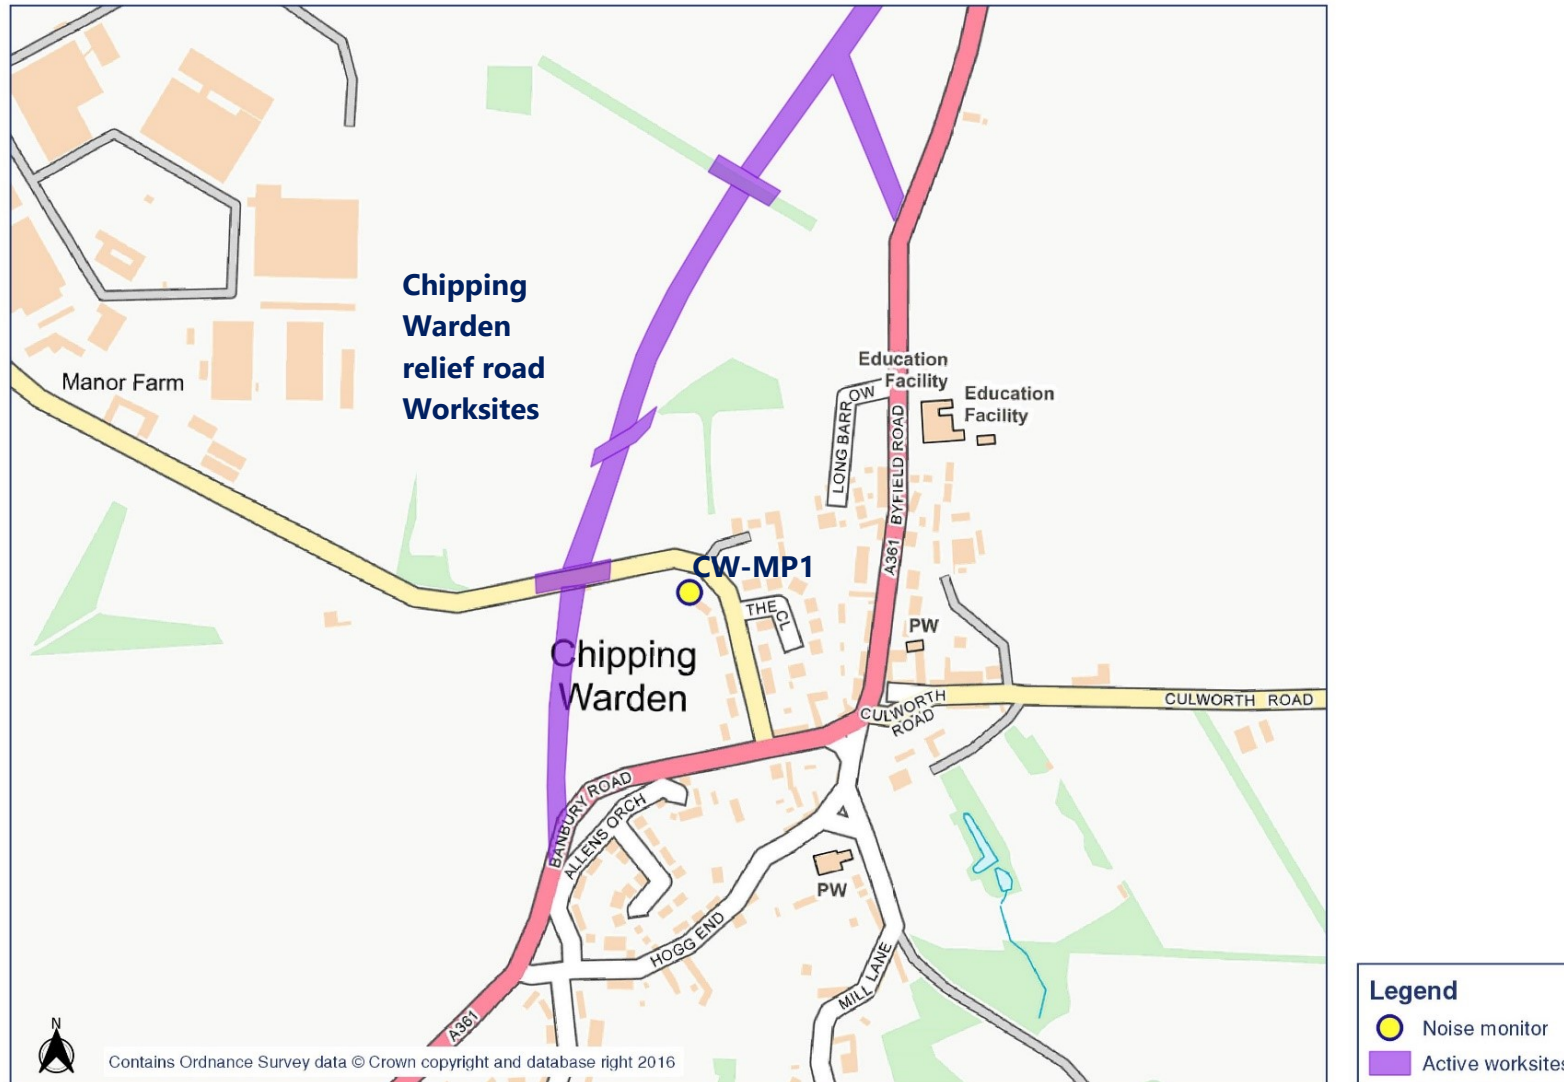 Chipping
Warden
relief road
Worksites
Manor Farm
Education
Facility
Education
Facility
LONG BARROW
A361 BYFIELD ROAD
CW-MP1
THE CL
PW
Chipping
Warden
CULWORTH
ROAD
CULWORTH ROAD
BANBURY ROAD
ALLENS ORCH
PW
HOGG END
MILL LANE
A361
N
Contains Ordnance Survey data © Crown copyright and database right 2016
Legend
Noise monitor
Active worksites